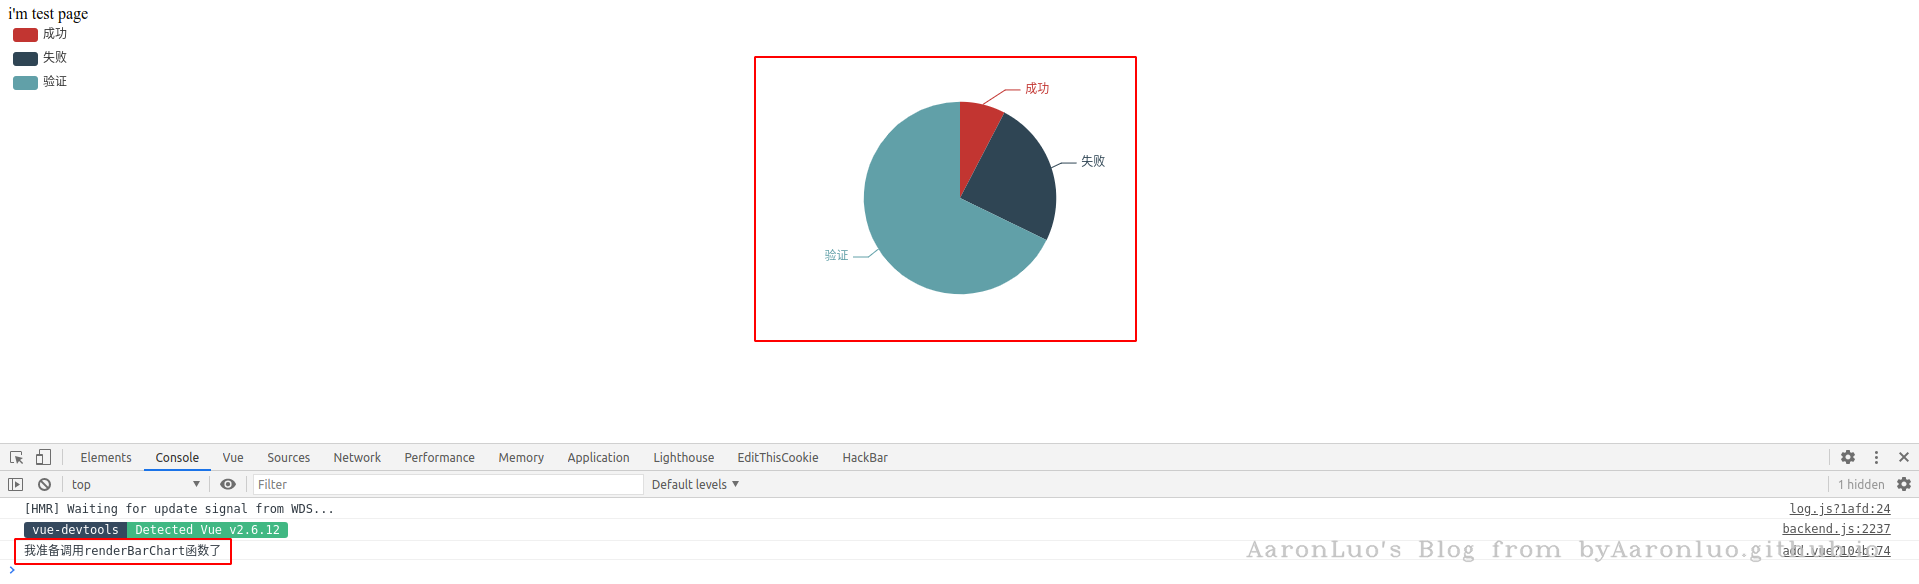 i'm test page
成功
失败
验证
成功
失败
验证
Elements Console Vue Sources Network Performance Memory Application Lighthouse EditThisCookie HackBar
top Filter Default levels 1 hidden
[HMR] Waiting for update signal from WDS... log.js?1afd:24
vue-devtools Detected Vue v2.6.12 backend.js:2237
我准备调用renderBarChart函数了 add.vue?104b:74
AaronLuo's Blog from byAaronluo.github.io